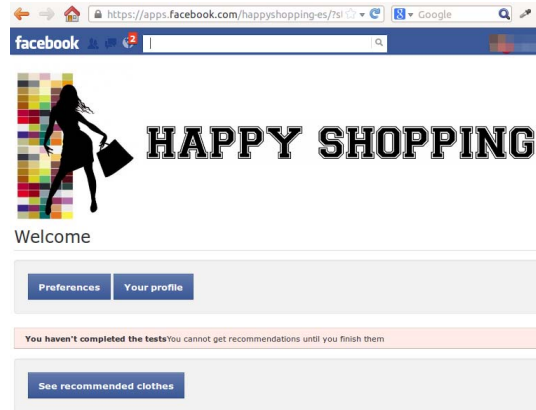 https://apps.facebook.com/happyshopping-es/?s
Google
facebook
2
HAPPY SHOPPING
Welcome
Preferences Your profile
You haven't completed the testsYou cannot get recommendations until you finish them
See recommended clothes